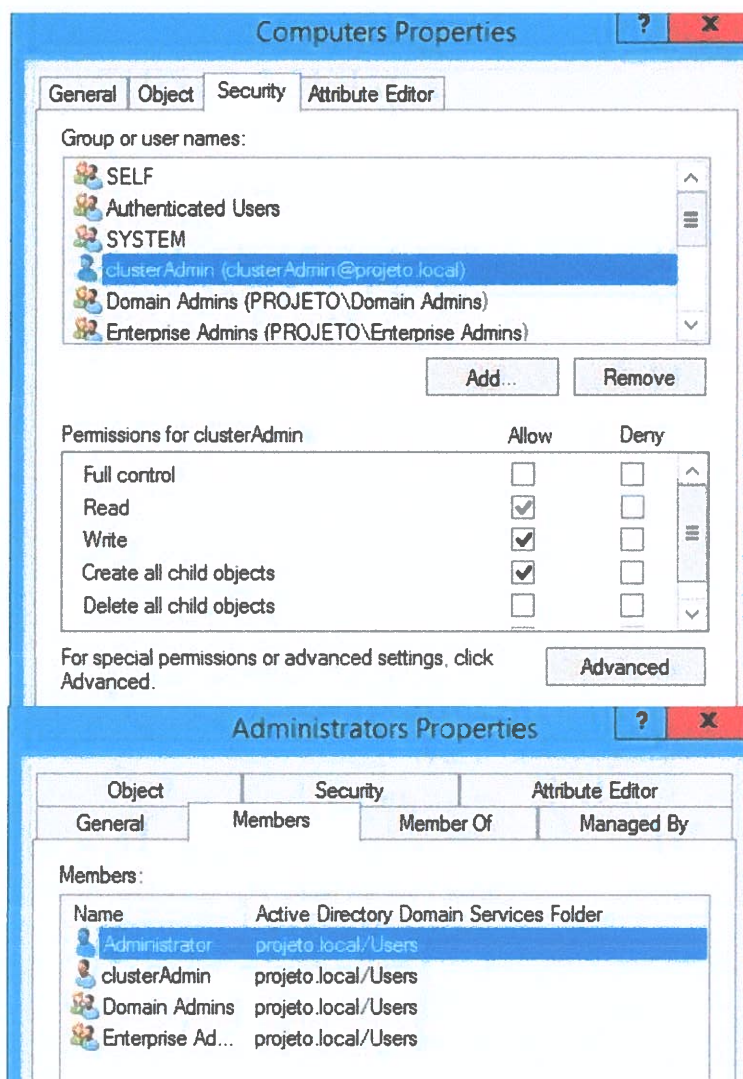 Computers Properties ? x
General Object Security Attribute Editor
Group or user names:
SELF
Authenticated Users
SYSTEM
clusterAdmin (clusterAdmin@projeto.local)
Domain Admins (PROJETO\Domain Admins)
Enterprise Admins (PROJETO\Enterprise Admins)
Add... Remove
Permissions for clusterAdmin Allow Deny
Full control
Read
Write
Create all child objects
Delete all child objects
For special permissions or advanced settings, click
Advanced.
Advanced
Administrators Properties ? x
Object Security Attribute Editor
General Members Member Of Managed By
Members:
Name Active Directory Domain Services Folder
Administrator projeto.local/Users
clusterAdmin projeto.local/Users
Domain Admins projeto.local/Users
Enterprise Ad... projeto.local/Users